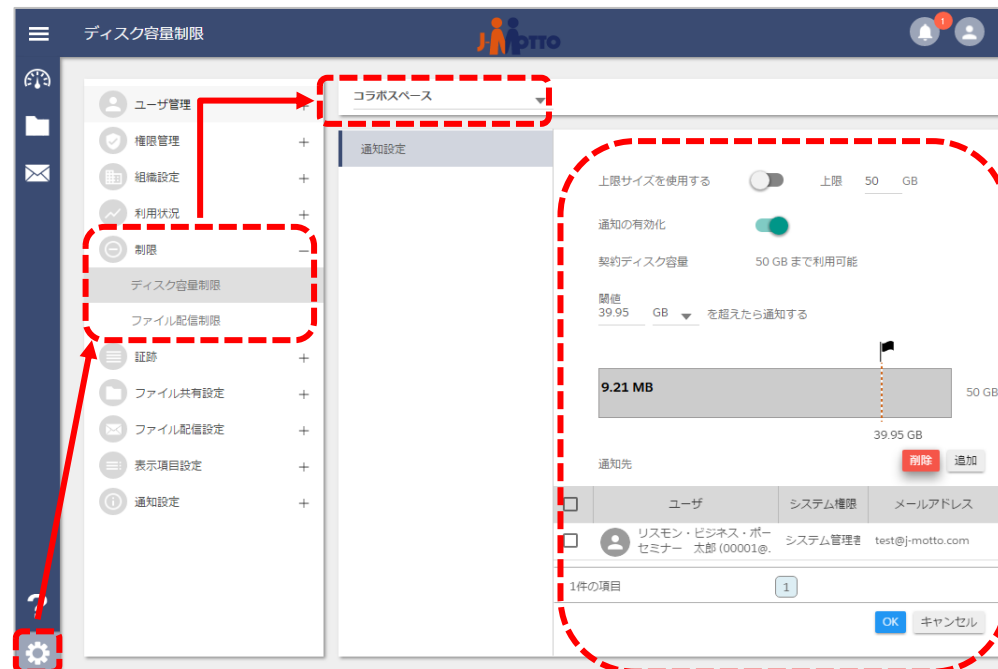 ディスク容量制限
J-MOTTO
1
ユーザ管理
コラボスペース
権限管理
+
通知設定
組織設定
+
利用状況
+
制限
−
ディスク容量制限
ファイル配信制限
証跡
+
ファイル共有設定
+
ファイル配信設定
+
表示項目設定
+
通知設定
+
上限サイズを使用する 上限 50 GB
通知の有効化
契約ディスク容量 50 GB まで利用可能
閾値
39.95 GB を超えたら通知する
9.21 MB
50 GB
39.95 GB
通知先 削除 追加
ユーザ システム権限 メールアドレス
リスモン・ビジネス・ポー
セミナー 太郎 (00001@. システム管理者 test@j-motto.com
1件の項目 1
OK キャンセル
?